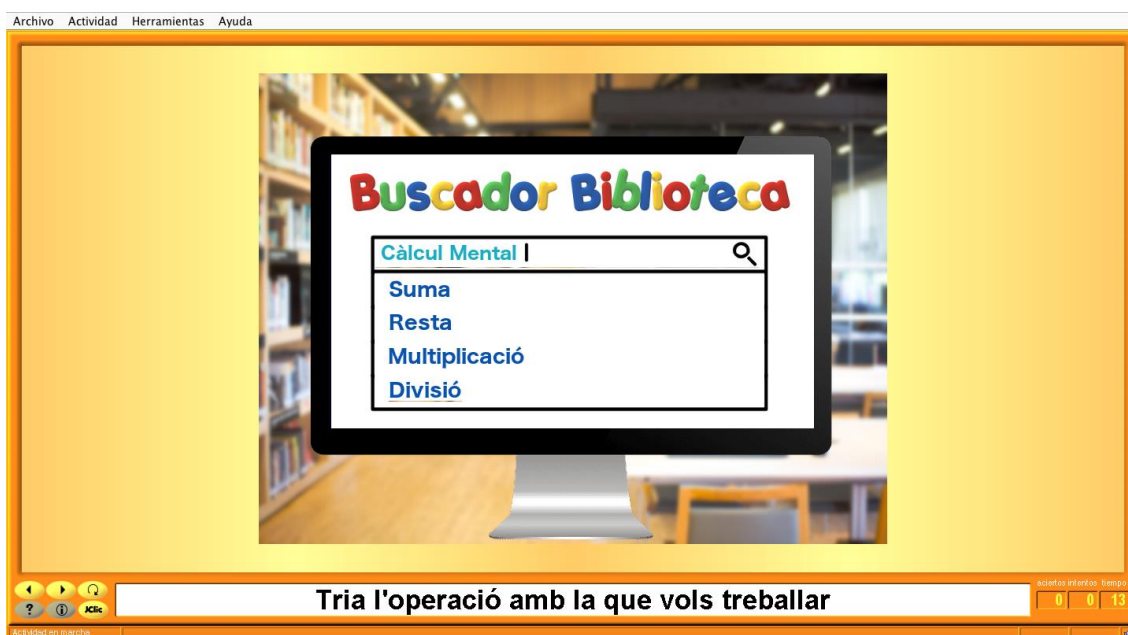 Archivo Actividad Herramientas Ayuda
Buscador Biblioteca
Càlcul Mental
Suma
Resta
Multiplicació
Divisió
Tria l'operació amb la que vols treballar
aciertos intentos tiempo
0 0 13
? i JClic
Actividad en marcha